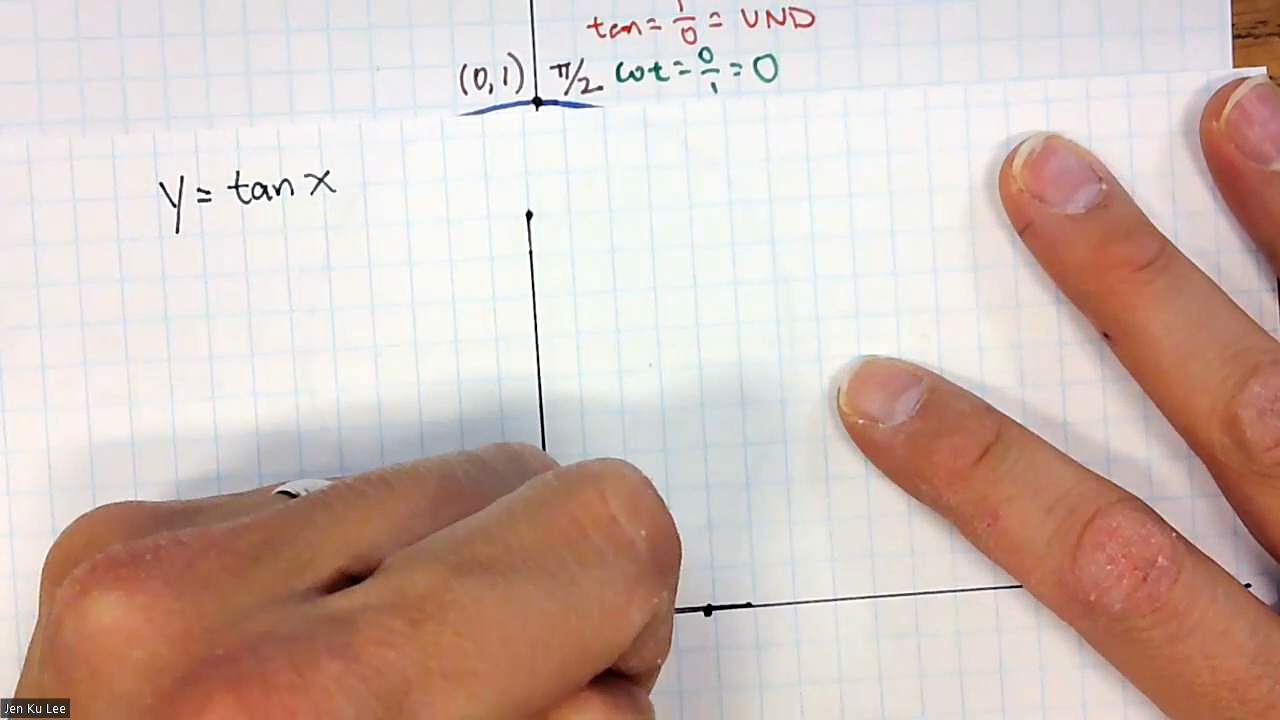 tan = 1/0 = UND
(0,1) π/2 cot = 0/1 = 0
y = tan x
Jen Ku Lee